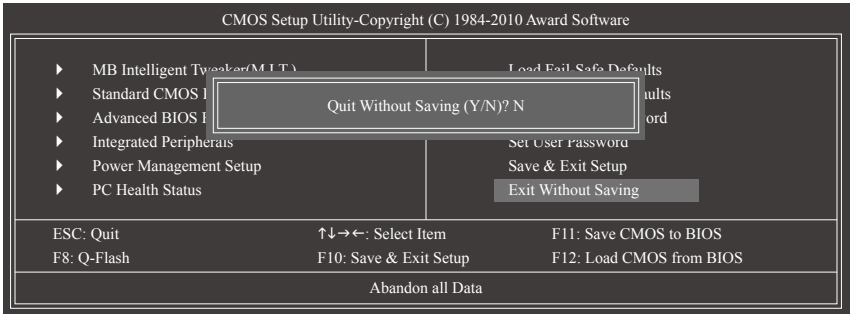 CMOS Setup Utility-Copyright (C) 1984-2010 Award Software
MB Intelligent Tweaker(M.I.T.)
Standard CMOS
Advanced BIOS
Integrated Peripherals
Power Management Setup
PC Health Status
Load Fail-Safe Defaults
Set User Password
Save & Exit Setup
Exit Without Saving
Quit Without Saving (Y/N)? N
ESC: Quit
↑↓→←: Select Item
F11: Save CMOS to BIOS
F8: Q-Flash
F10: Save & Exit Setup
F12: Load CMOS from BIOS
Abandon all Data